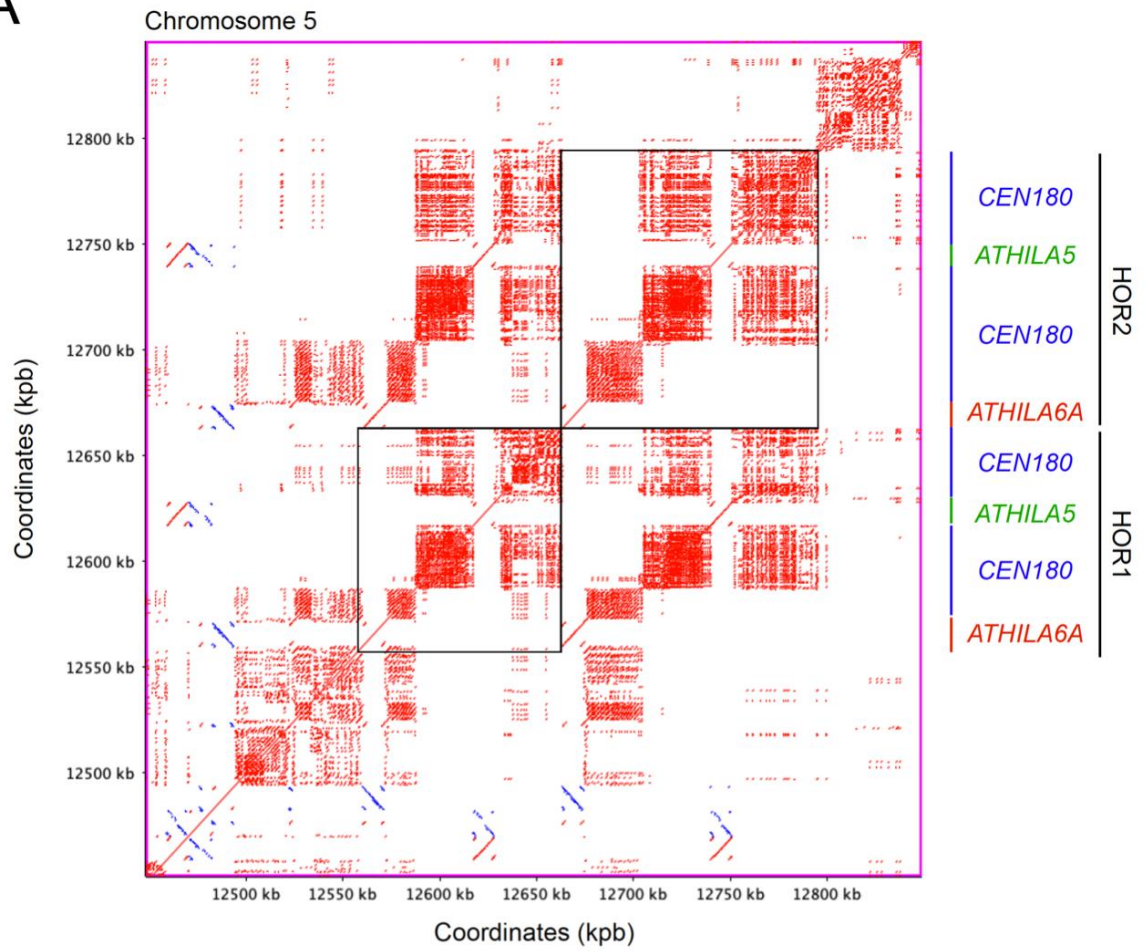 A
Chromosome 5
12800 kb
12750 kb
12700 kb
12650 kb
12600 kb
12550 kb
12500 kb
Coordinates (kpb)
12500 kb 12550 kb 12600 kb 12650 kb 12700 kb 12750 kb 12800 kb
Coordinates (kpb)
CEN180
ATHILA5
CEN180
ATHILA6A
CEN180
ATHILA5
CEN180
ATHILA6A
HOR2
HOR1